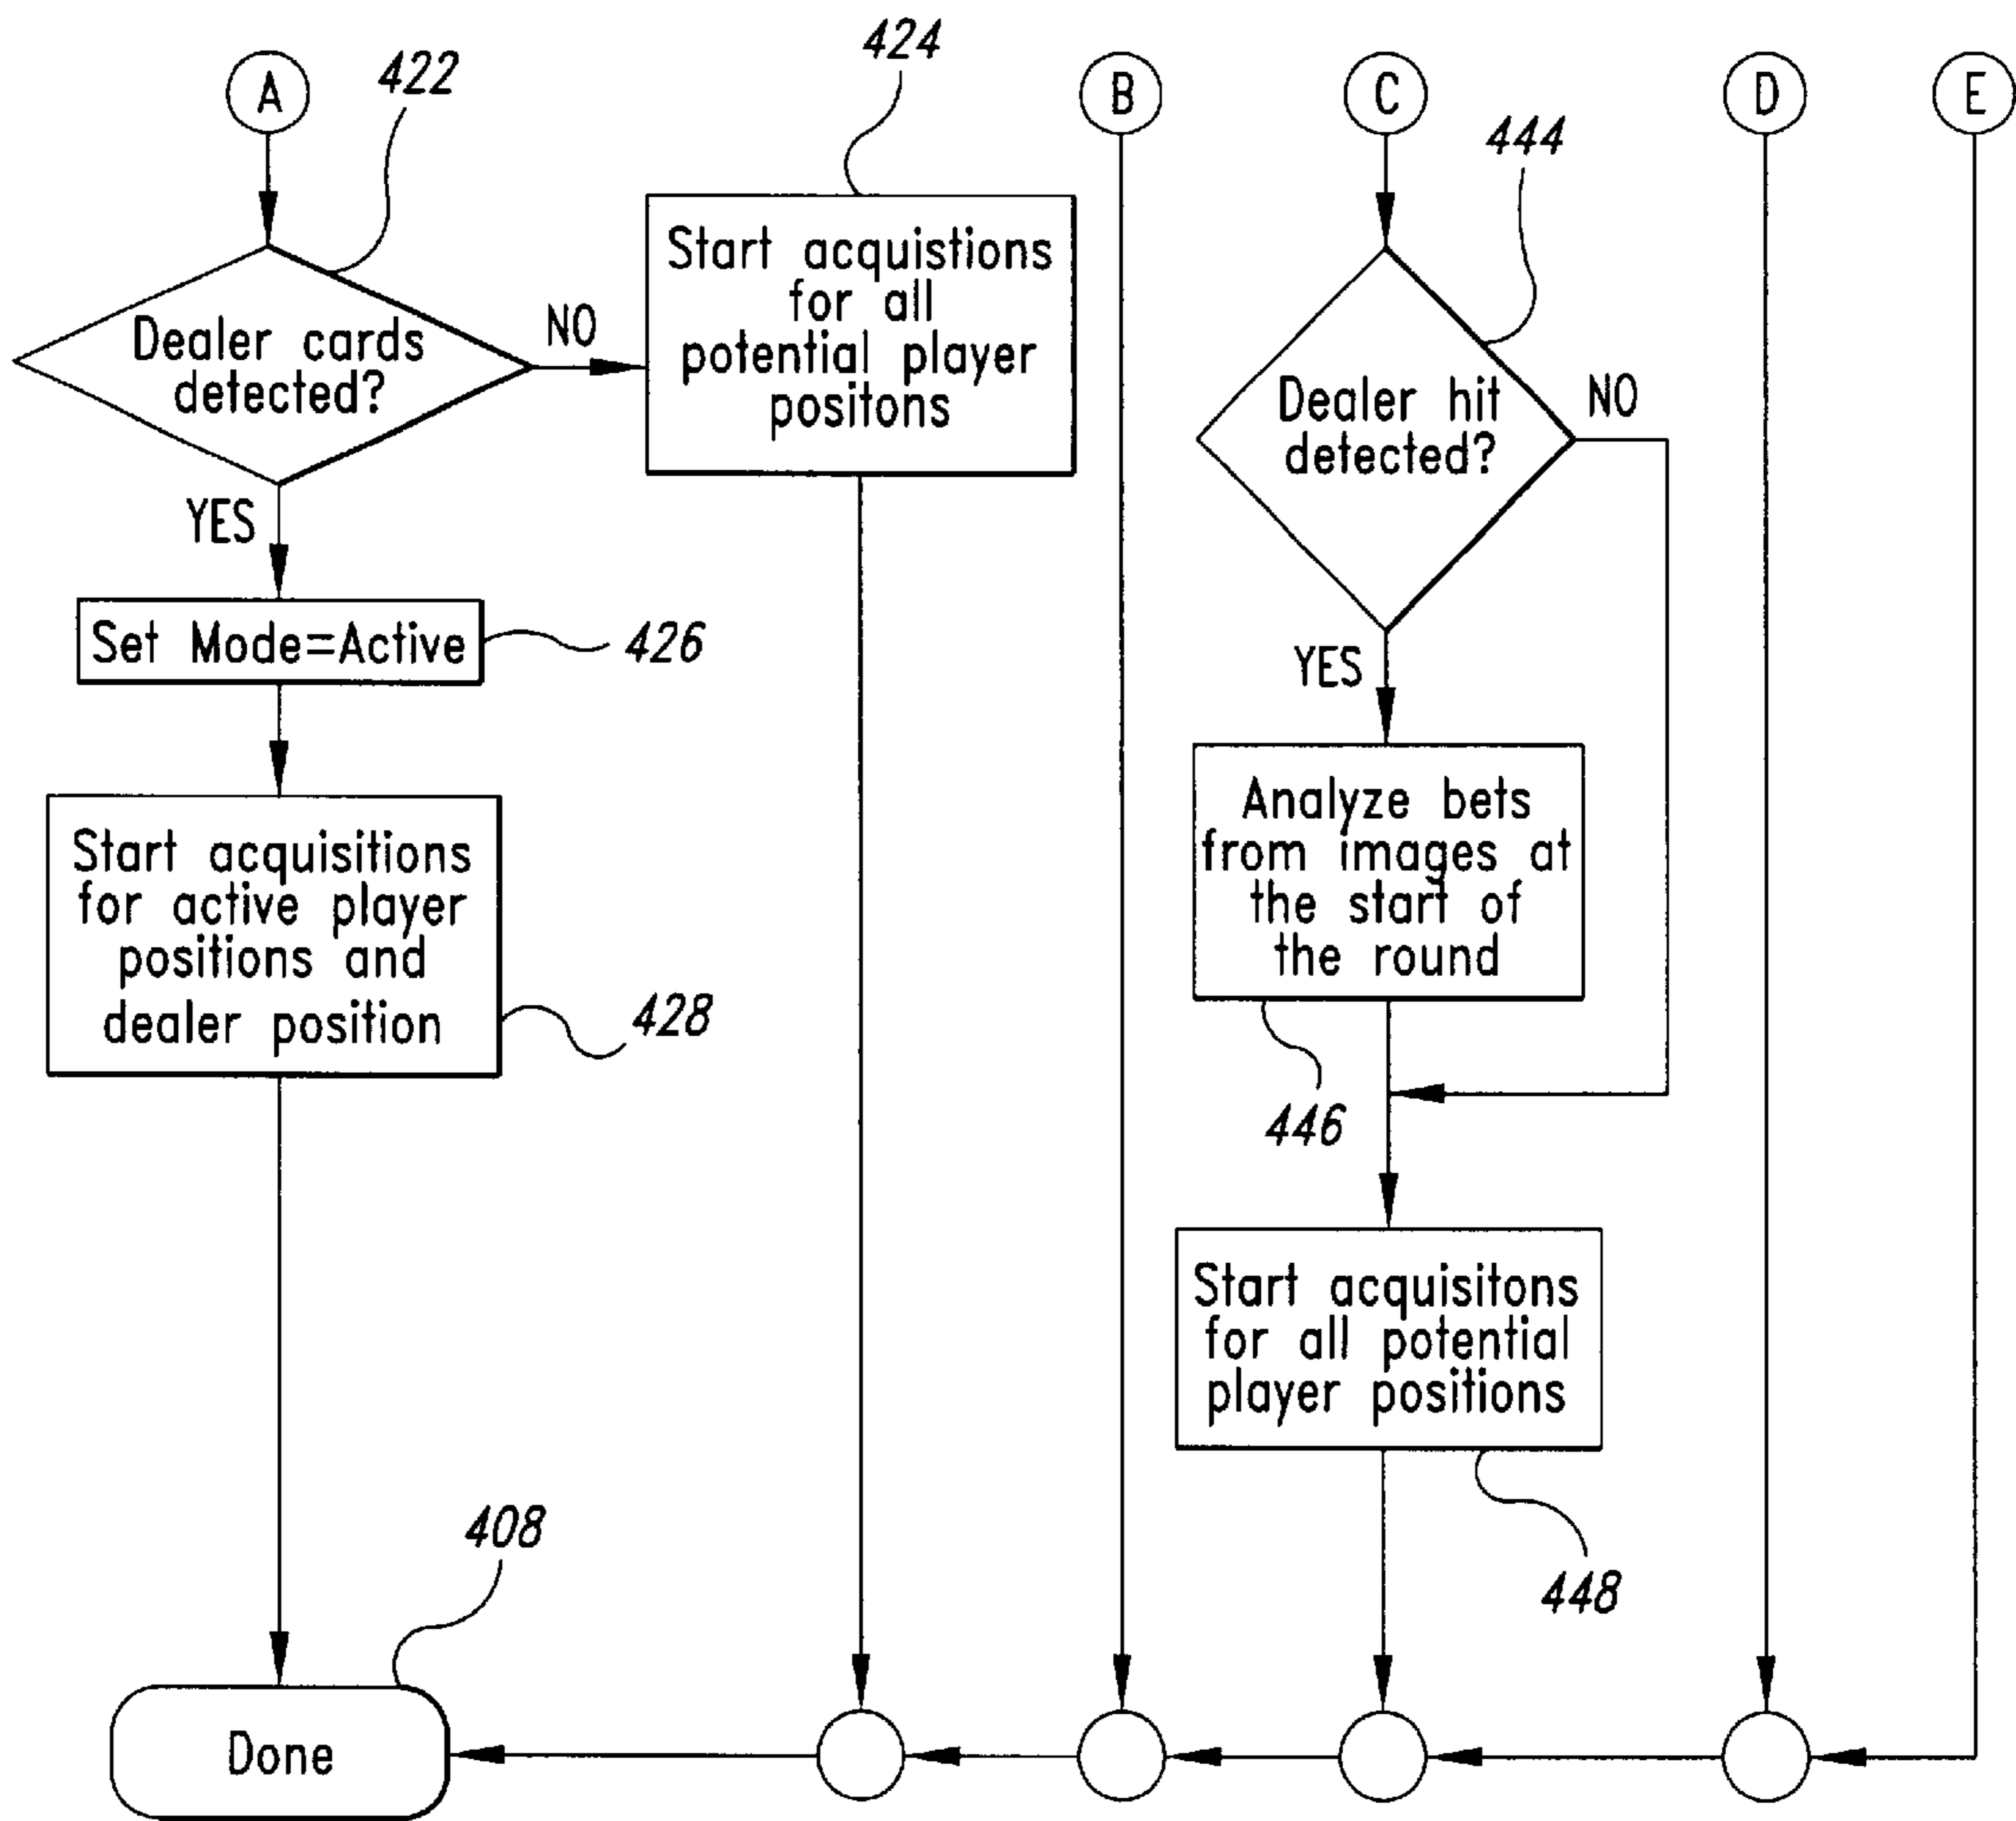 A
422
424
B
C
D
E
444
Dealer cards
detected?
NO
Start acquistions
for all
potential player
positons
Dealer hit
detected?
NO
YES
Set Mode=Active
426
YES
Start acquisitions
for active player
positions and
dealer position
428
Analyze bets
from images at
the start of
the round
446
Start acquisitons
for all potential
player positions
448
408
Done